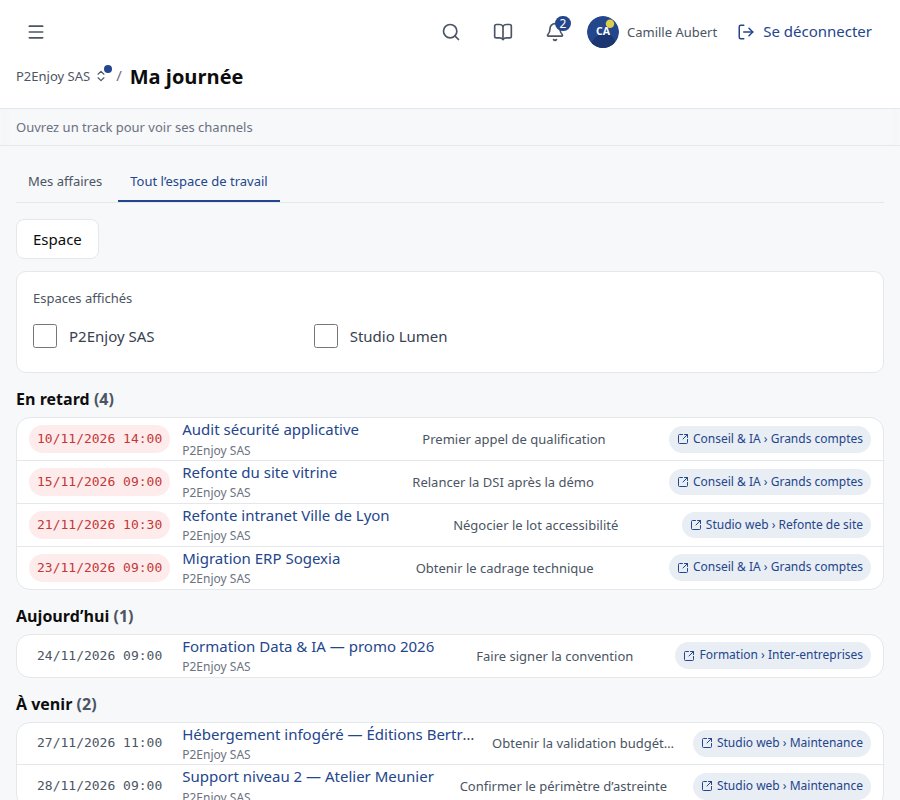 2
CA
Camille Aubert
Se déconnecter
P2Enjoy SAS / Ma journée
Ouvrez un track pour voir ses channels
Mes affaires
Tout l’espace de travail
Espace
Espaces affichés
P2Enjoy SAS
Studio Lumen
En retard (4)
10/11/2026 14:00
Audit sécurité applicative
P2Enjoy SAS
Premier appel de qualification
Conseil & IA › Grands comptes
15/11/2026 09:00
Refonte du site vitrine
P2Enjoy SAS
Relancer la DSI après la démo
Conseil & IA › Grands comptes
21/11/2026 10:30
Refonte intranet Ville de Lyon
P2Enjoy SAS
Négocier le lot accessibilité
Studio web › Refonte de site
23/11/2026 09:00
Migration ERP Sogexia
P2Enjoy SAS
Obtenir le cadrage technique
Conseil & IA › Grands comptes
Aujourd’hui (1)
24/11/2026 09:00
Formation Data & IA — promo 2026
P2Enjoy SAS
Faire signer la convention
Formation › Inter-entreprises
À venir (2)
27/11/2026 11:00
Hébergement infogéré — Éditions Bertr…
P2Enjoy SAS
Obtenir la validation budgét…
Studio web › Maintenance
28/11/2026 09:00
Support niveau 2 — Atelier Meunier
P2Enjoy SAS
Confirmer le périmètre d’astreinte
Studio web › Maintenance